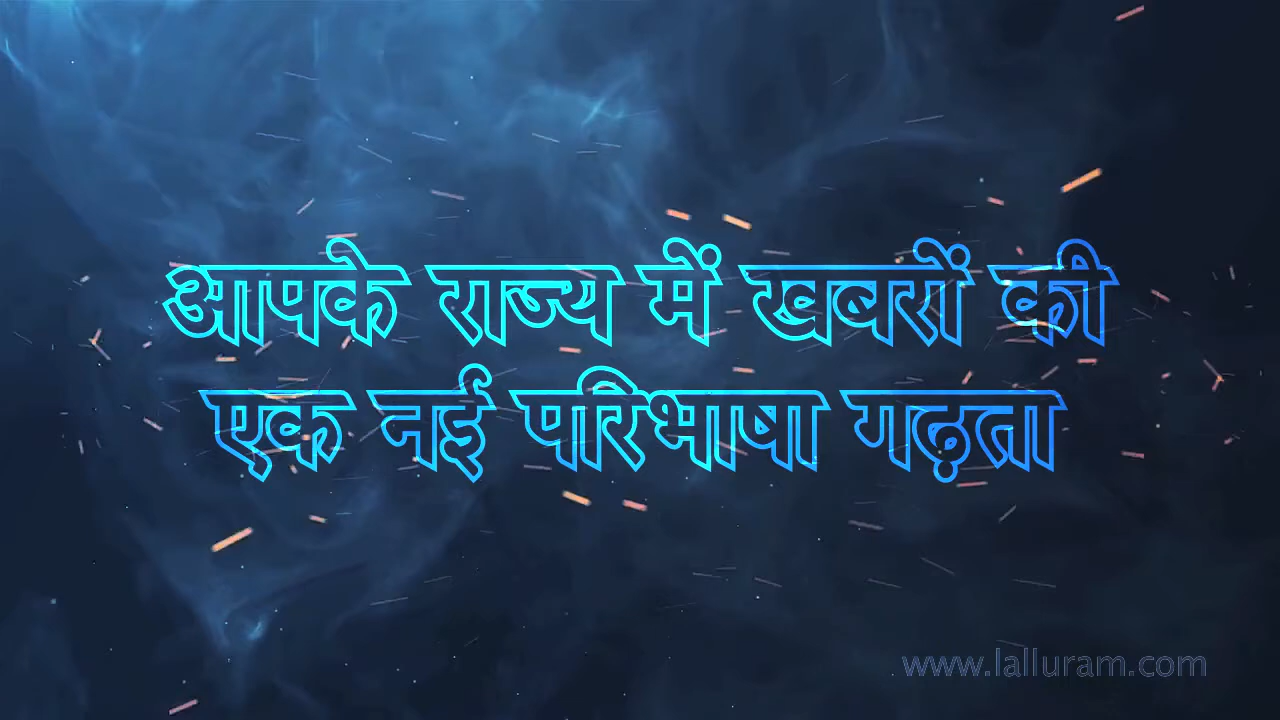 आपके राज्य में खबरों की
एक नई परिभाषा गढ़ता
www.lalluram.com